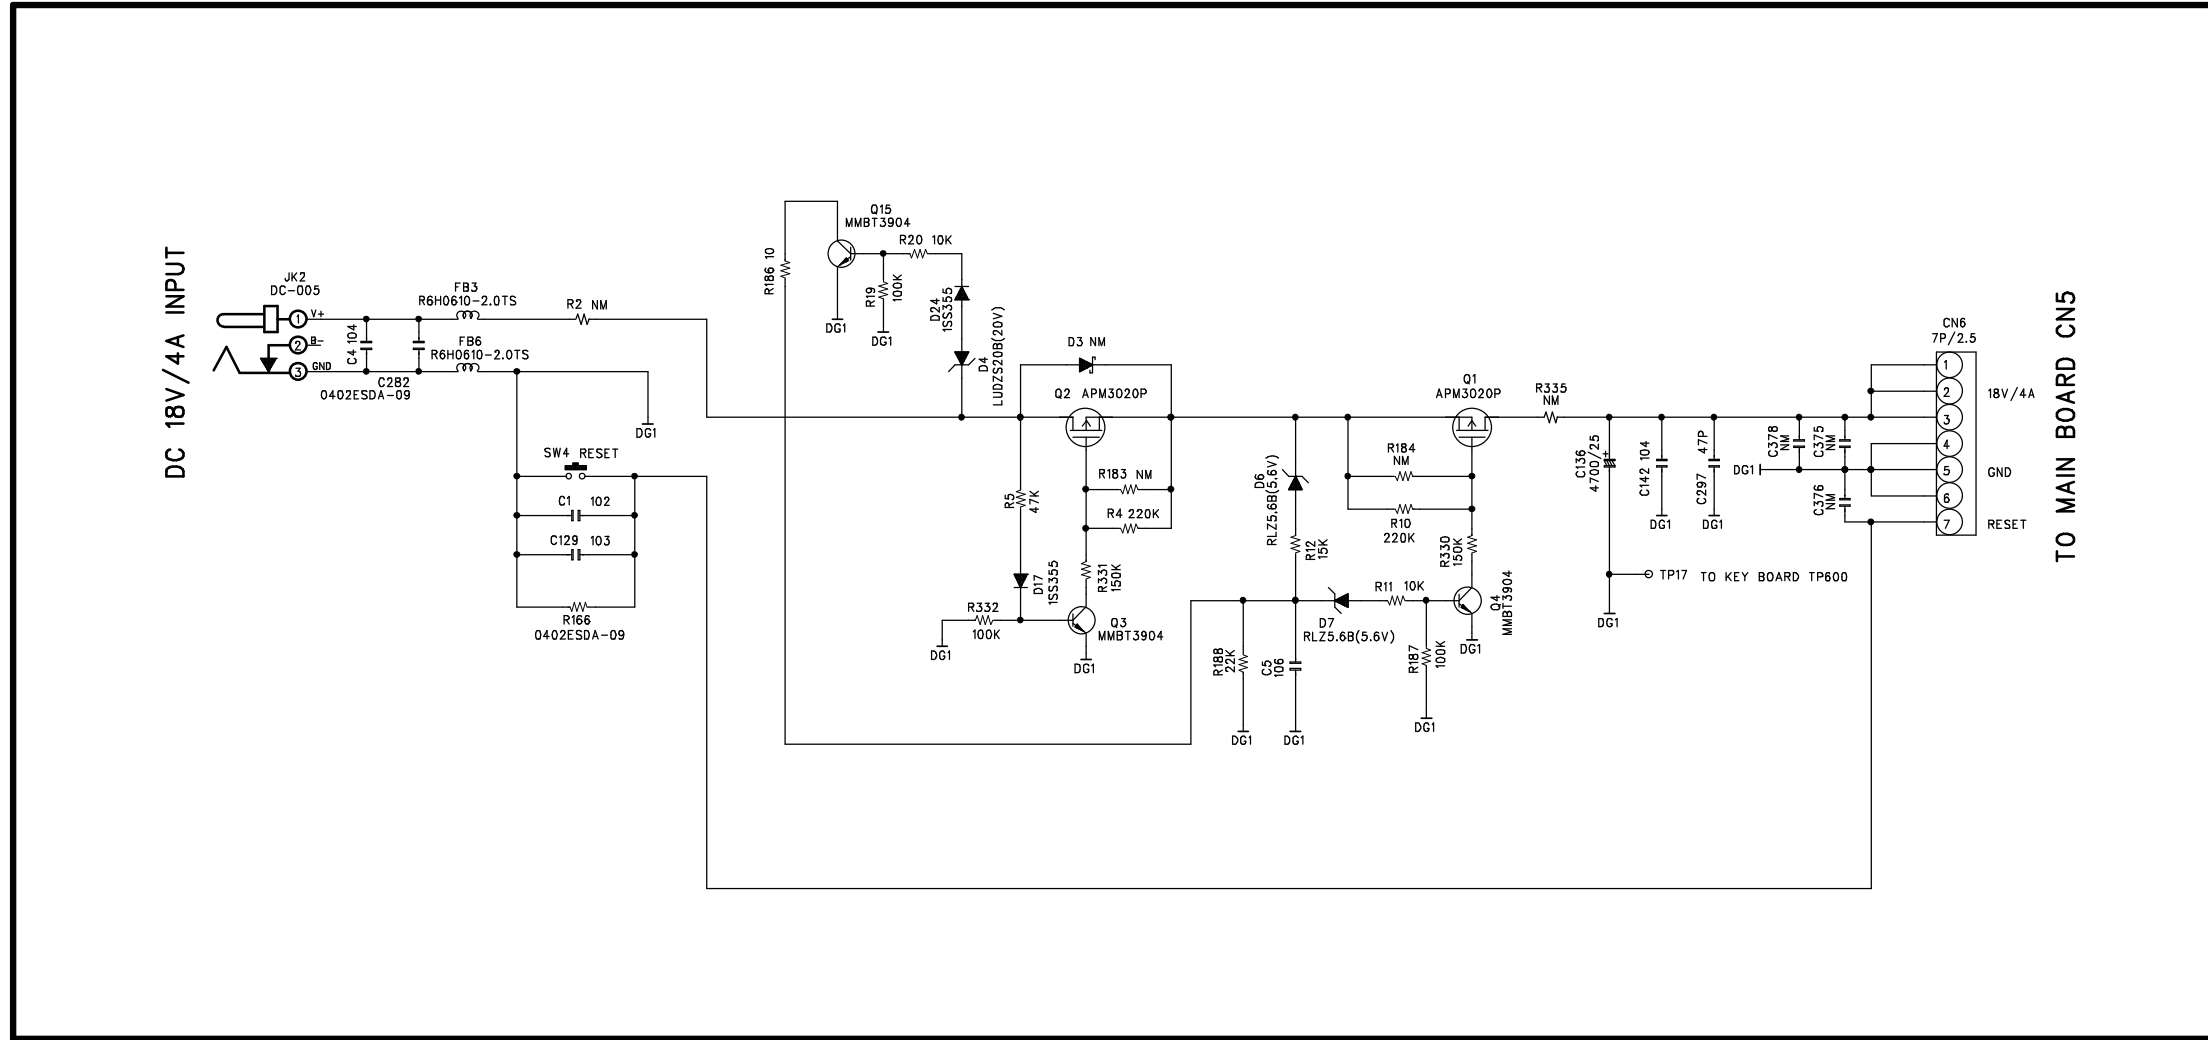 DC 18V/4A INPUT
JK2
DC-005
1
V+
2
B-
3
GND
C4 104
C282
0402ESDA-09
FB3
R6H0610-2.0TS
FB6
R6H0610-2.0TS
R2 NM
DG1
SW4 RESET
C1 102
C129 103
R166
0402ESDA-09
R186 10
Q15
MMBT3904
R20 10K
R19
100K
DG1
DG1
D24
1SS355
D4
LUDZS20B(20V)
D3 NM
Q2 APM3020P
R183 NM
R4 220K
R5
47K
D17
1SS355
R331
150K
R332
100K
Q3
MMBT3904
DG1
DG1
D6
RLZ5.6B(5.6V)
R12
15K
Q1
APM3020P
R184
NM
R10
220K
R330
150K
R11 10K
D7
RLZ5.6B(5.6V)
Q4
MMBT3904
DG1
R188
22K
C5
106
R187
100K
DG1
DG1
DG1
R335
NM
C136
4700/25
+
C142 104
C297 47P
DG1
DG1
C378
NM
C375
NM
DG1
C376
NM
TP17 TO KEY BOARD TP600
DG1
CN6
7P/2.5
1
2
18V/4A
3
4
5
GND
6
7
RESET
TO MAIN BOARD CN5